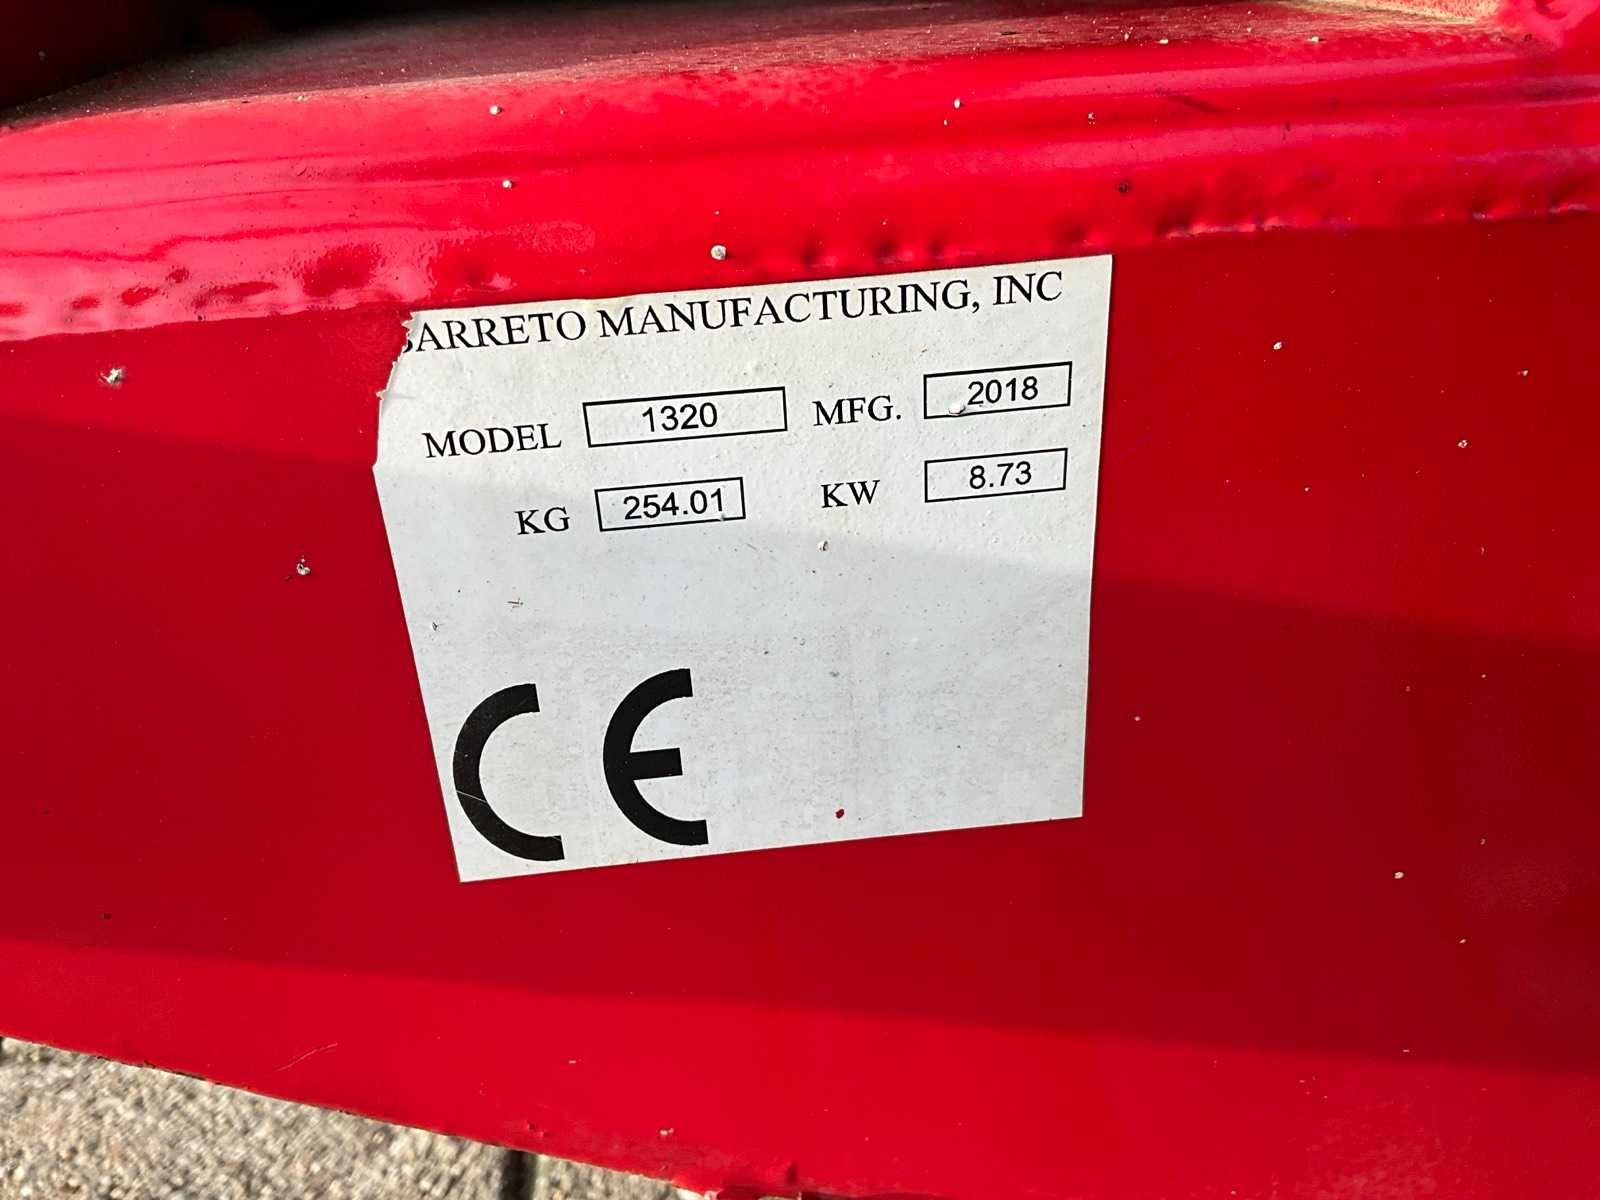 BARRETO MANUFACTURING, INC
MODEL 1320 MFG. 2018
KG 254.01 KW 8.73
CE